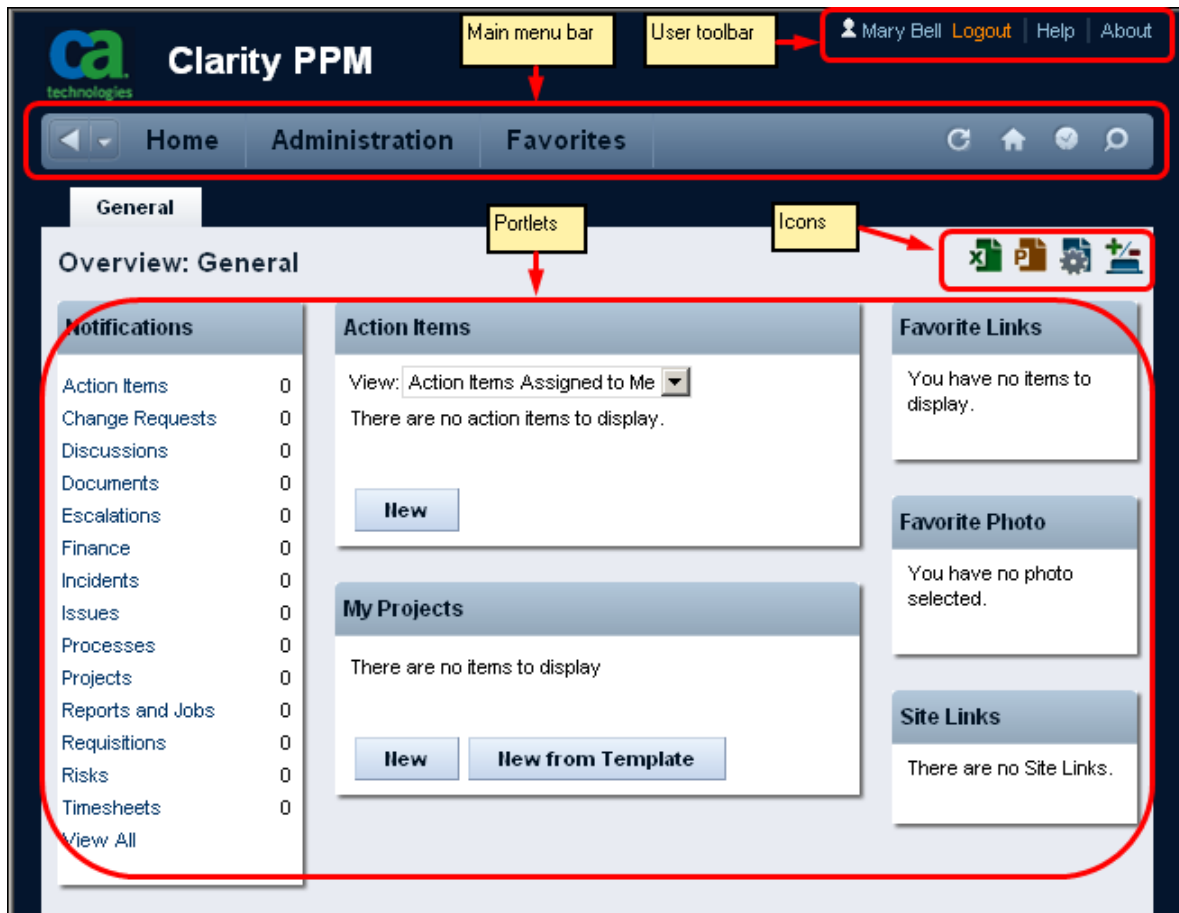 Main menu bar
User toolbar
Mary Bell Logout | Help | About
ca
technologies
Clarity PPM
Home Administration Favorites
General
Portlets
Icons
Overview: General
Notifications
Action Items 0
Change Requests 0
Discussions 0
Documents 0
Escalations 0
Finance 0
Incidents 0
Issues 0
Processes 0
Projects 0
Reports and Jobs 0
Requisitions 0
Risks 0
Timesheets 0
View All
Action Items
View: Action Items Assigned to Me
There are no action items to display.
New
My Projects
There are no items to display
New New from Template
Favorite Links
You have no items to
display.
Favorite Photo
You have no photo
selected.
Site Links
There are no Site Links.